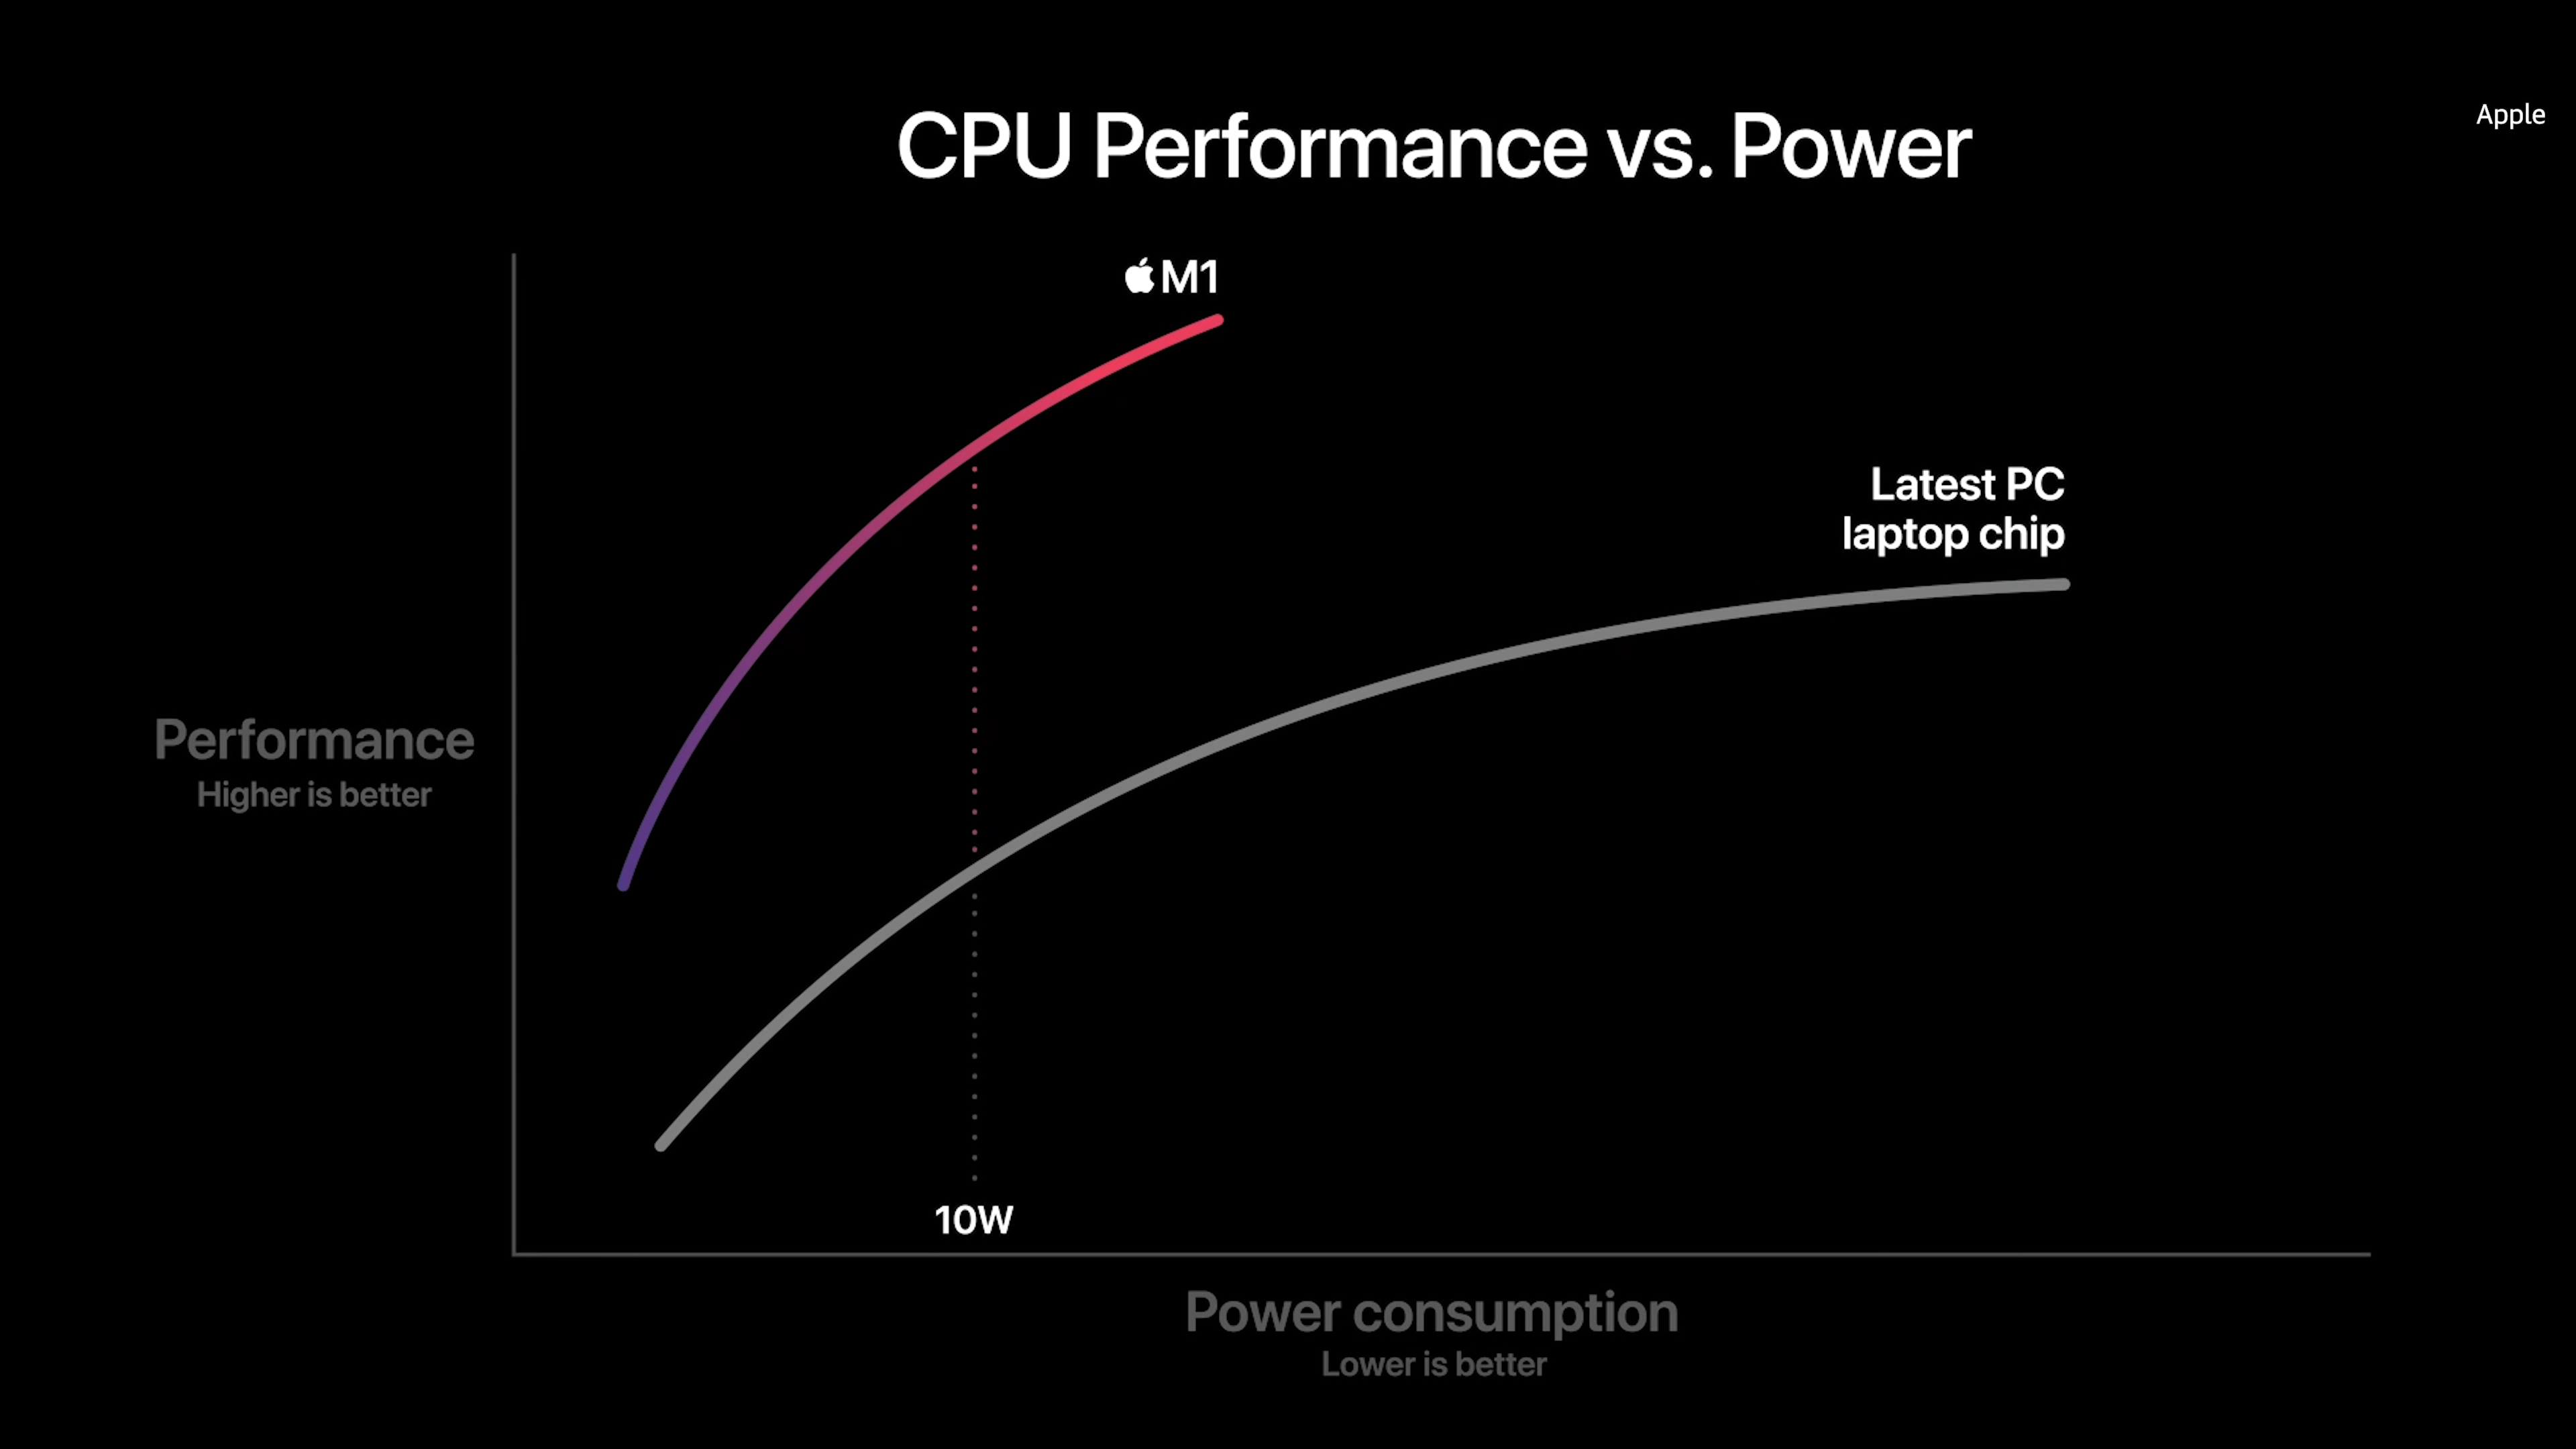 CPU Performance vs. Power
Apple
M1
Latest PC
laptop chip
Performance
Higher is better
10W
Power consumption
Lower is better